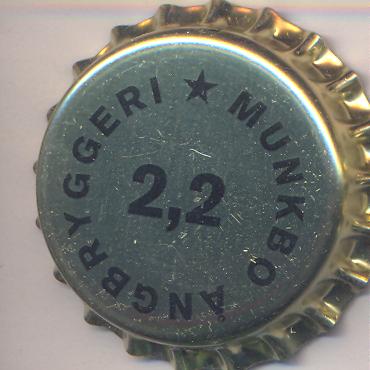 ★ MUNKBO ÅNGBRYGGERI
2,2